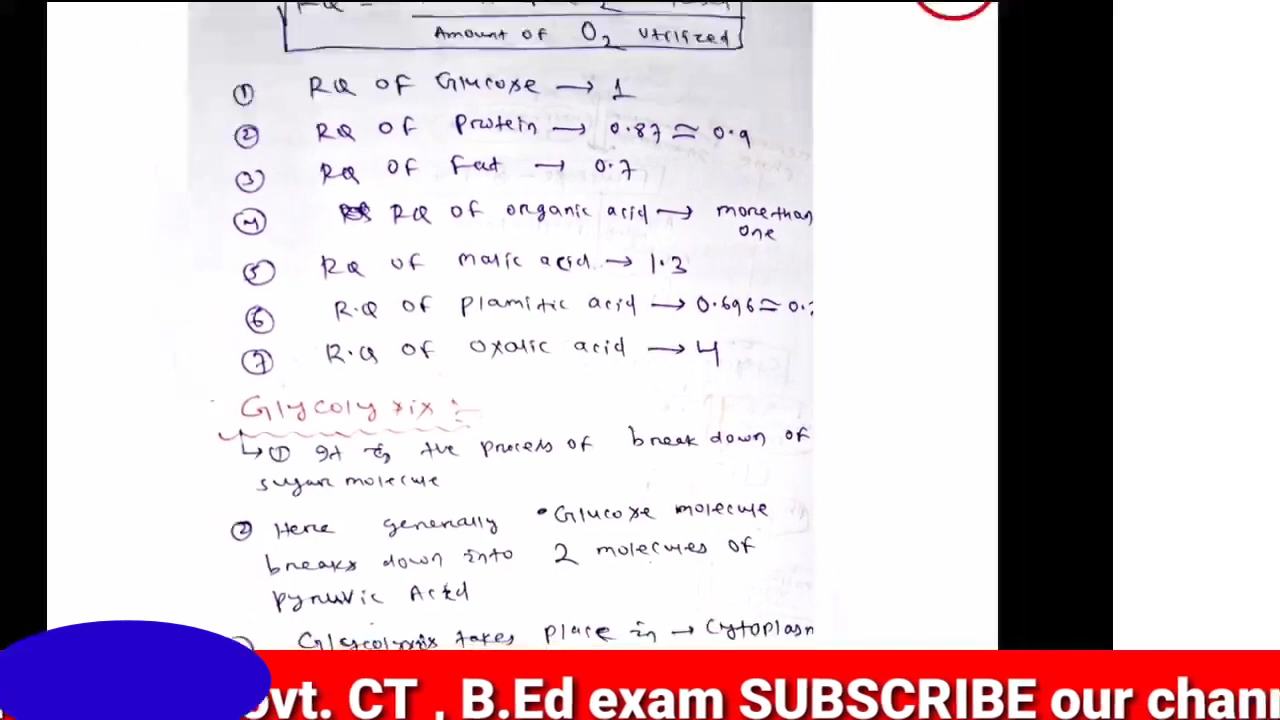 Amount of O2 utilized
① RQ of Glucose → 1
② RQ of protein → 0.87 ≃ 0.9
③ RQ of fat → 0.7
④ RQ of organic acid → more than
one
⑤ RQ of malic acid → 1.3
⑥ R.Q of plamitic acid → 0.696 ≃ 0.
⑦ R.Q of oxalic acid → 4
Glycolysis :-
↳ ① It is the process of break down of
sugar molecule
② Here generally • Glucose molecule
breaks down into 2 molecules of
pyruvic Acid
Glycolysis takes place in → Cytoplasm
ovt. CT , B.Ed exam SUBSCRIBE our chann